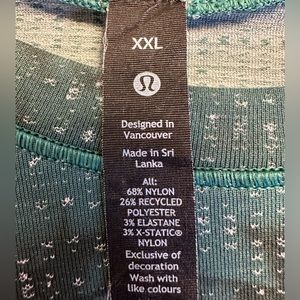 XXL
Designed in
Vancouver
Made in Sri
Lanka
All:
68% NYLON
26% RECYCLED
POLYESTER
3% ELASTANE
3% X-STATIC®
NYLON
Exclusive of
decoration
Wash with
like colours